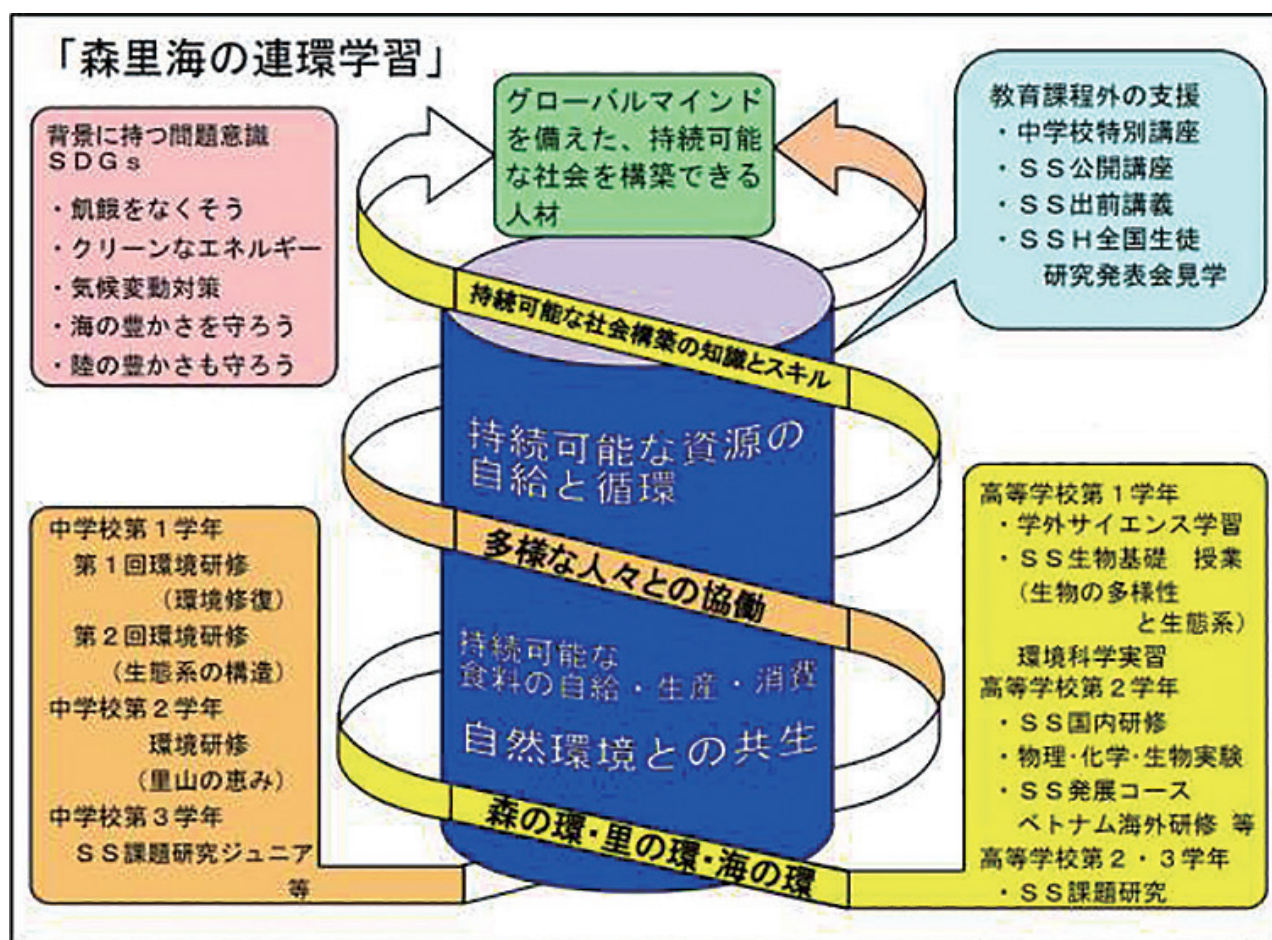 「森里海の連環学習」
背景に持つ問題意識
ＳＤＧｓ
・飢餓をなくそう
・クリーンなエネルギー
・気候変動対策
・海の豊かさを守ろう
・陸の豊かさも守ろう
グローバルマインド
を備えた、持続可能
な社会を構築できる
人材
教育課程外の支援
・中学校特別講座
・ＳＳ公開講座
・ＳＳ出前講義
・ＳＳＨ全国生徒
研究発表会見学
持続可能な社会構築の知識とスキル
持続可能な資源の
自給と循環
多様な人々との協働
持続可能な
食料の自給・生産・消費
自然環境との共生
森の環・里の環・海の環
中学校第１学年
第１回環境研修
（環境修復）
第２回環境研修
（生態系の構造）
中学校第２学年
環境研修
（里山の恵み）
中学校第３学年
ＳＳ課題研究ジュニア
等
高等学校第１学年
・学外サイエンス学習
・ＳＳ生物基礎　授業
（生物の多様性
と生態系）
環境科学実習
高等学校第２学年
・ＳＳ国内研修
・物理・化学・生物実験
・ＳＳ発展コース
ベトナム海外研修 等
高等学校第２・３学年
・ＳＳ課題研究